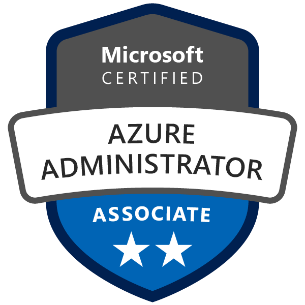 Microsoft
CERTIFIED
AZURE
ADMINISTRATOR
ASSOCIATE